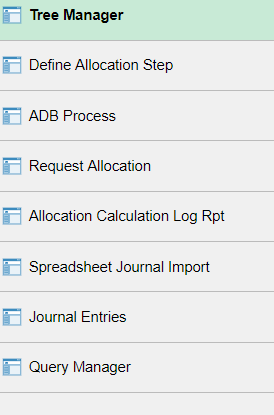 Tree Manager
Define Allocation Step
ADB Process
Request Allocation
Allocation Calculation Log Rpt
Spreadsheet Journal Import
Journal Entries
Query Manager